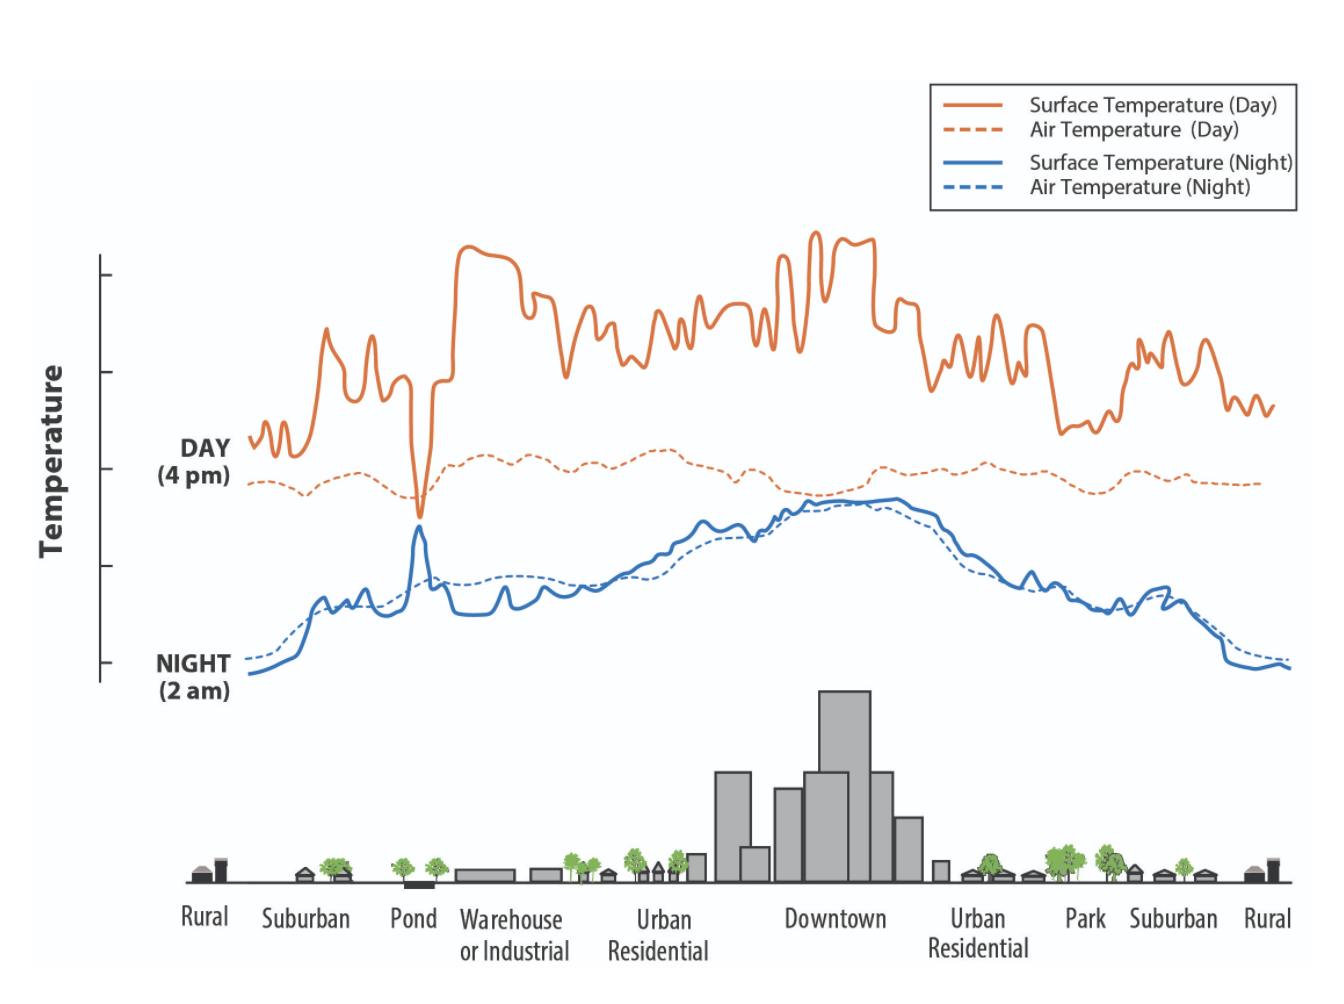 Surface Temperature (Day)
Air Temperature (Day)
Surface Temperature (Night)
Air Temperature (Night)
Temperature
DAY
(4 pm)
NIGHT
(2 am)
Rural
Suburban
Pond
Warehouse
or Industrial
Urban
Residential
Downtown
Urban
Residential
Park
Suburban
Rural